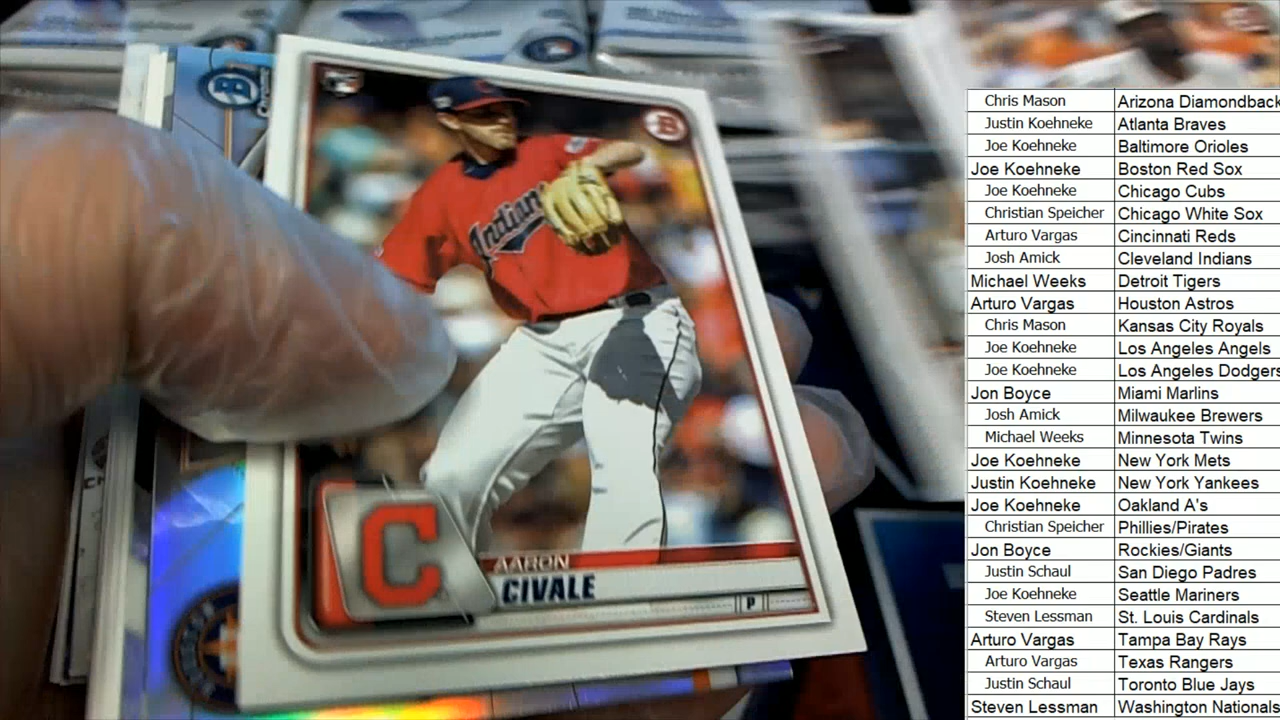 RC
B
Indians
C
AARON
CIVALE
P
Chris Mason Arizona Diamondback
Justin Koehneke Atlanta Braves
Joe Koehneke Baltimore Orioles
Joe Koehneke Boston Red Sox
Joe Koehneke Chicago Cubs
Christian Speicher Chicago White Sox
Arturo Vargas Cincinnati Reds
Josh Amick Cleveland Indians
Michael Weeks Detroit Tigers
Arturo Vargas Houston Astros
Chris Mason Kansas City Royals
Joe Koehneke Los Angeles Angels
Joe Koehneke Los Angeles Dodgers
Jon Boyce Miami Marlins
Josh Amick Milwaukee Brewers
Michael Weeks Minnesota Twins
Joe Koehneke New York Mets
Justin Koehneke New York Yankees
Joe Koehneke Oakland A's
Christian Speicher Phillies/Pirates
Jon Boyce Rockies/Giants
Justin Schaul San Diego Padres
Joe Koehneke Seattle Mariners
Steven Lessman St. Louis Cardinals
Arturo Vargas Tampa Bay Rays
Arturo Vargas Texas Rangers
Justin Schaul Toronto Blue Jays
Steven Lessman Washington Nationals